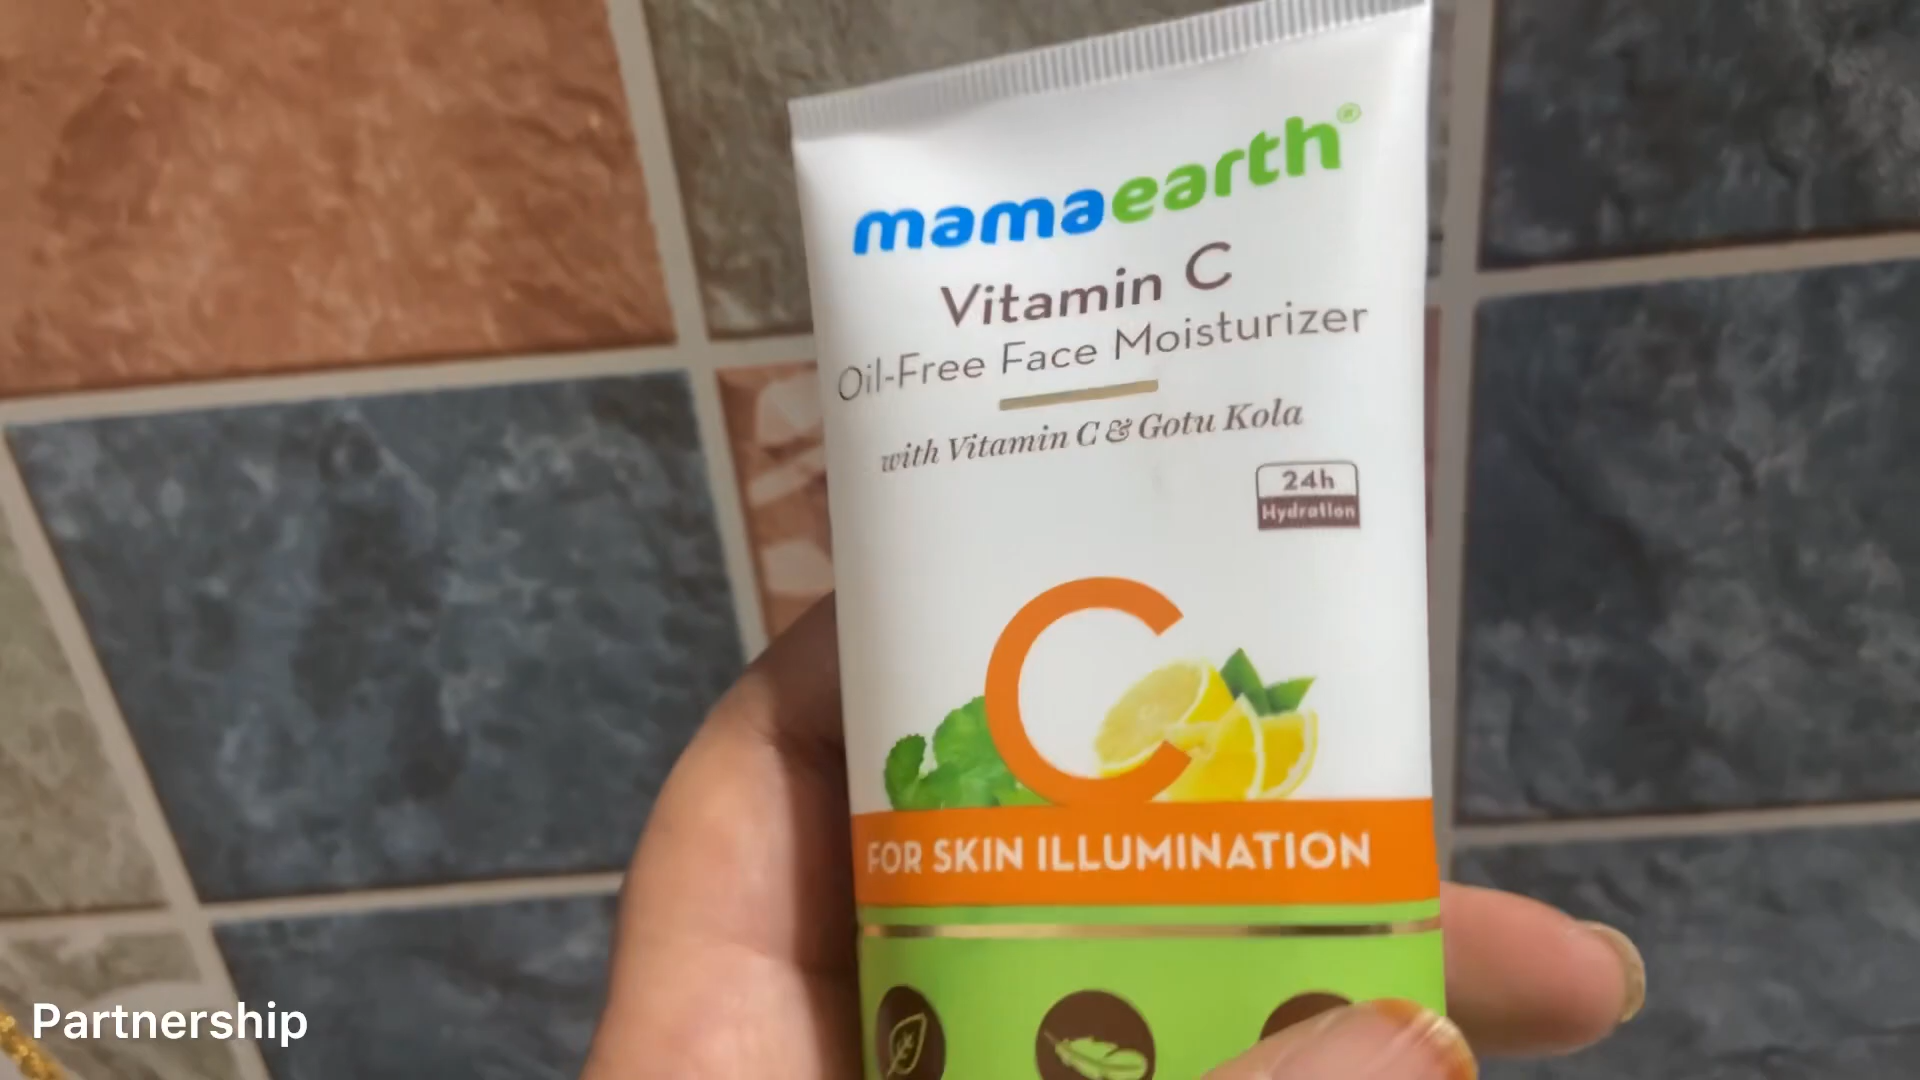 mamaearth®
Vitamin C
Oil-Free Face Moisturizer
with Vitamin C & Gotu Kola
24h
Hydration
C
FOR SKIN ILLUMINATION
Partnership